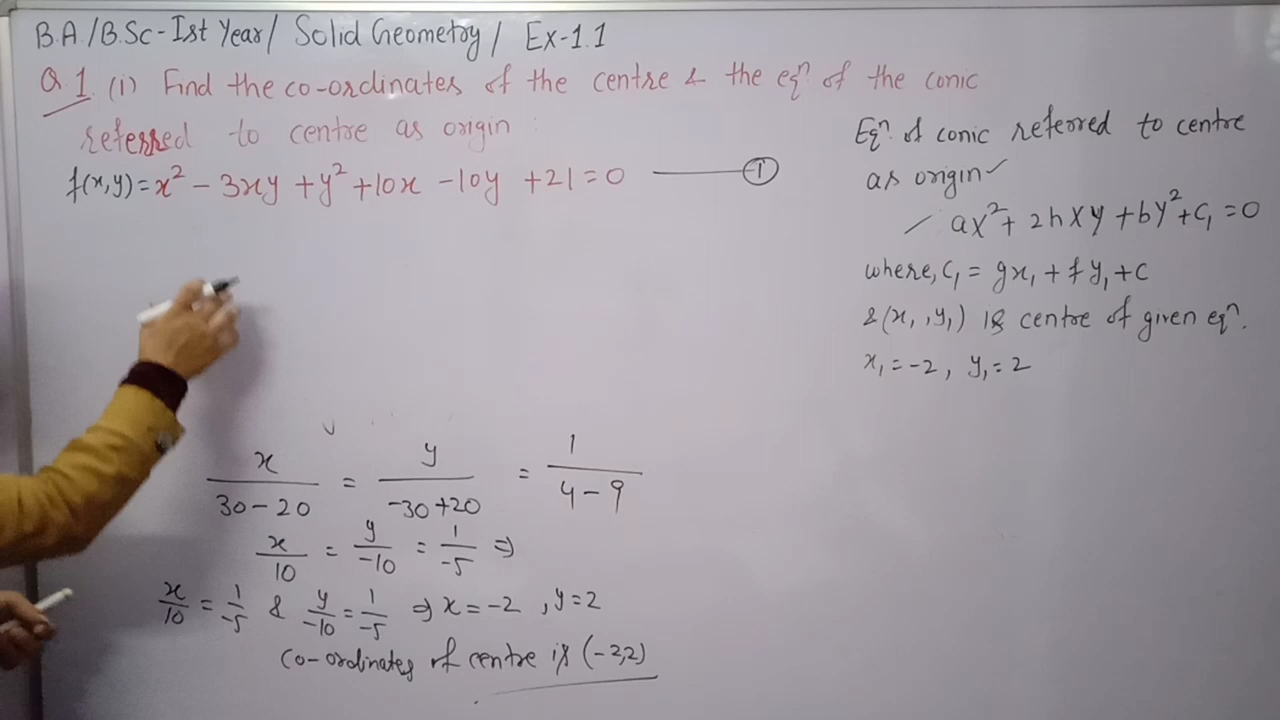 B.A./B.Sc-Ist Year/ Solid Geometry/ Ex-1.1
Q.1. (i) Find the co-ordinates of the centre & the eqⁿ. of the conic
referred to centre as origin :
f(x,y)=x²-3xy+y²+10x-10y+21=0 — ①
x/(30-20) = y/(-30+20) = 1/(4-9)
x/10 = y/-10 = 1/-5 ⇒
x/10 = 1/-5 & y/-10 = 1/-5 ⇒ x=-2, y=2
Co-ordinates of centre is (-2,2)
Eqⁿ. of conic referred to centre
as origin
ax²+2hxy+by²+c₁=0
where, c₁ = gx₁+fy₁+c
&(x₁,y₁) is centre of given eqⁿ.
x₁=-2, y₁=2